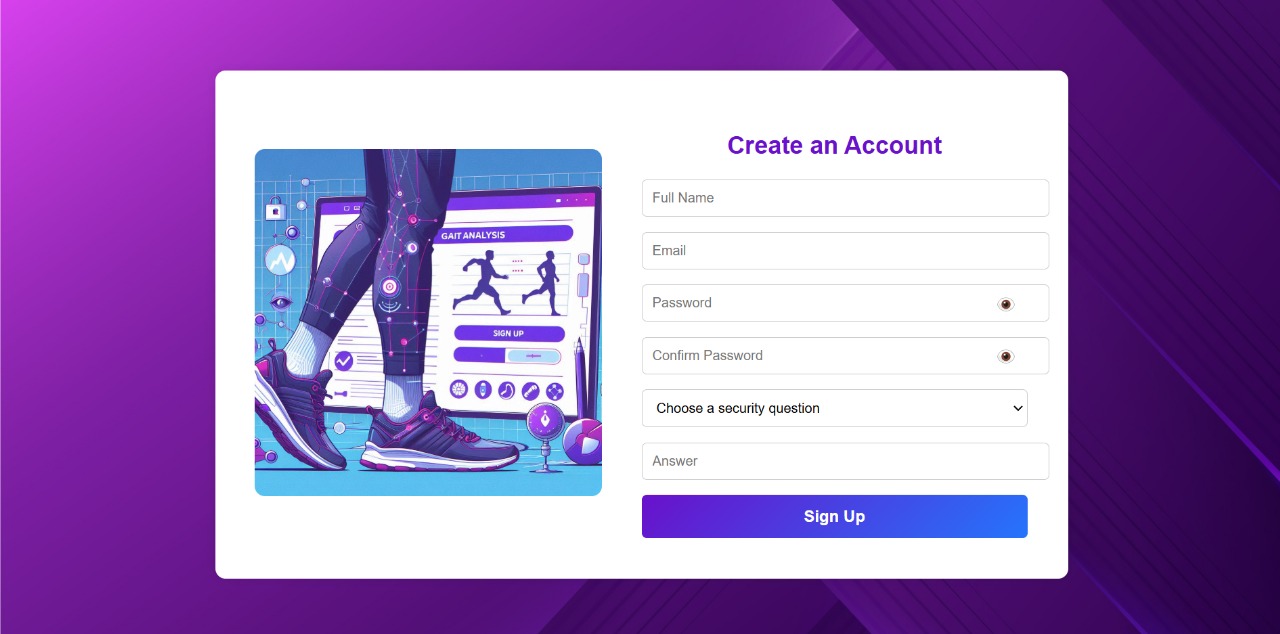 GAIT ANALYSIS
SIGN UP
Create an Account
Full Name
Email
Password
Confirm Password
Choose a security question
Answer
Sign Up